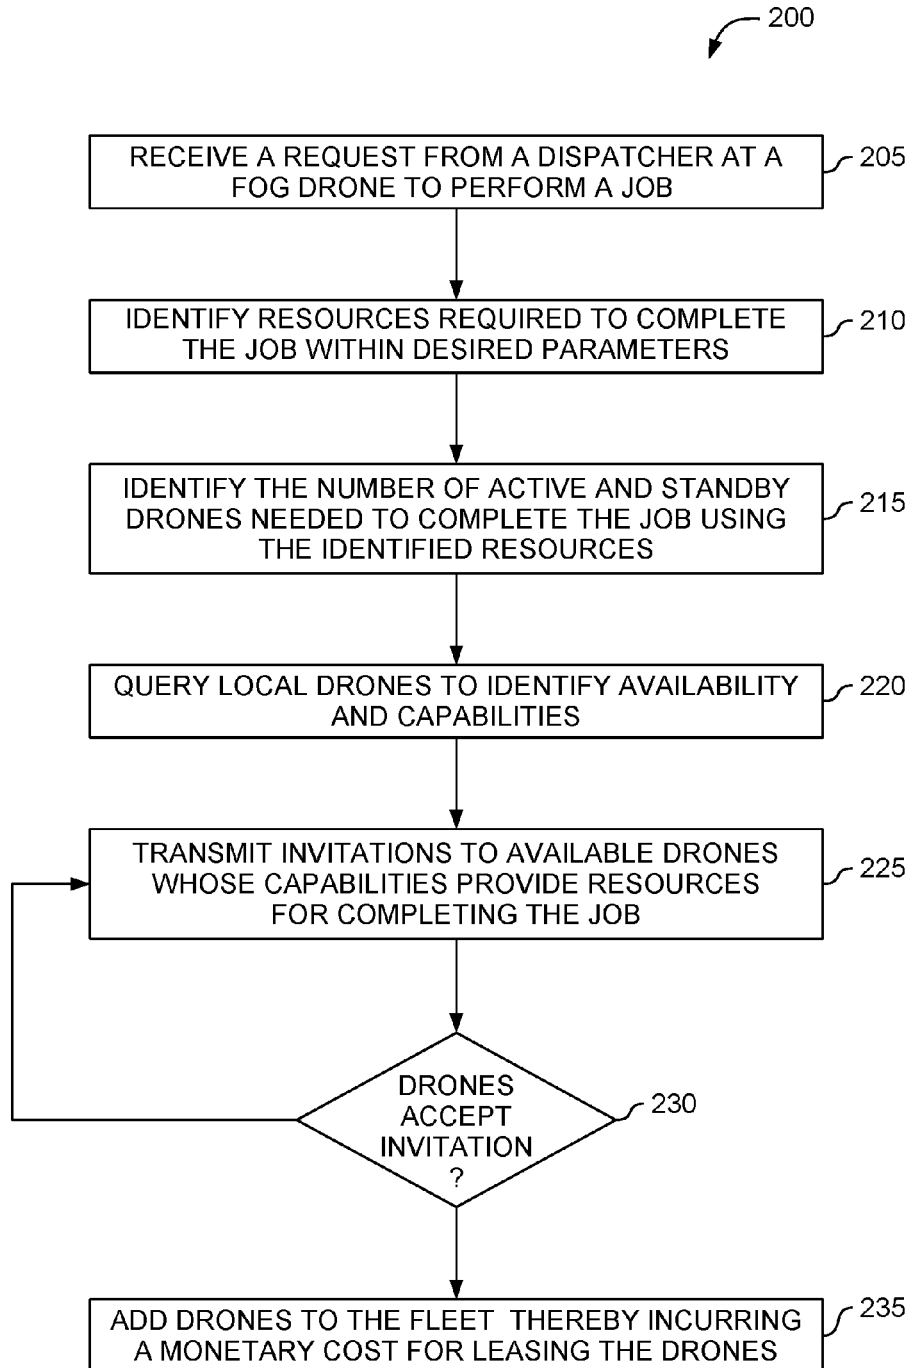 200
RECEIVE A REQUEST FROM A DISPATCHER AT A
FOG DRONE TO PERFORM A JOB
205
IDENTIFY RESOURCES REQUIRED TO COMPLETE
THE JOB WITHIN DESIRED PARAMETERS
210
IDENTIFY THE NUMBER OF ACTIVE AND STANDBY
DRONES NEEDED TO COMPLETE THE JOB USING
THE IDENTIFIED RESOURCES
215
QUERY LOCAL DRONES TO IDENTIFY AVAILABILITY
AND CAPABILITIES
220
TRANSMIT INVITATIONS TO AVAILABLE DRONES
WHOSE CAPABILITIES PROVIDE RESOURCES
FOR COMPLETING THE JOB
225
DRONES
ACCEPT
INVITATION
?
230
ADD DRONES TO THE FLEET THEREBY INCURRING
A MONETARY COST FOR LEASING THE DRONES
235